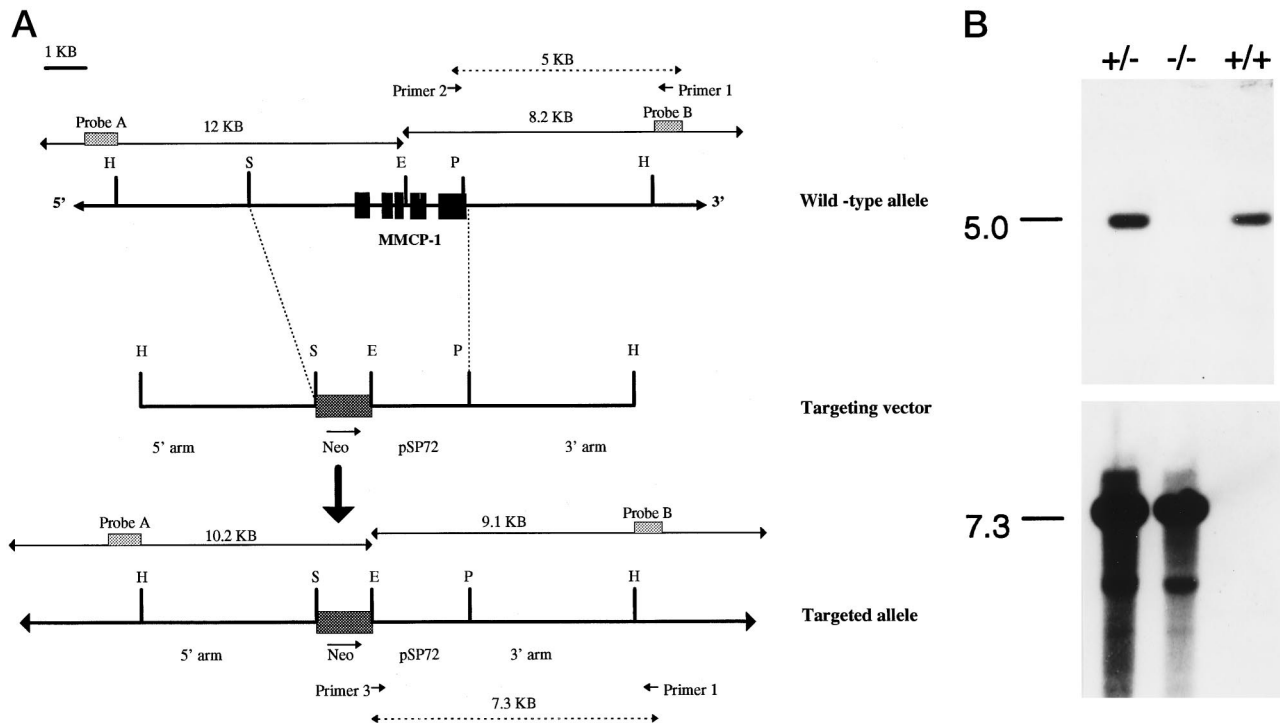 A
1 KB
5 KB
Primer 2
Primer 1
Probe A
12 KB
8.2 KB
Probe B
H S E P H
5’ 3’
Wild -type allele
MMCP-1
H S E P H
Targeting vector
5’ arm Neo pSP72 3’ arm
Probe A
10.2 KB
9.1 KB
Probe B
H S E P H
Targeted allele
5’ arm Neo pSP72 3’ arm
Primer 3
Primer 1
7.3 KB
B
+/- -/- +/+
5.0
7.3